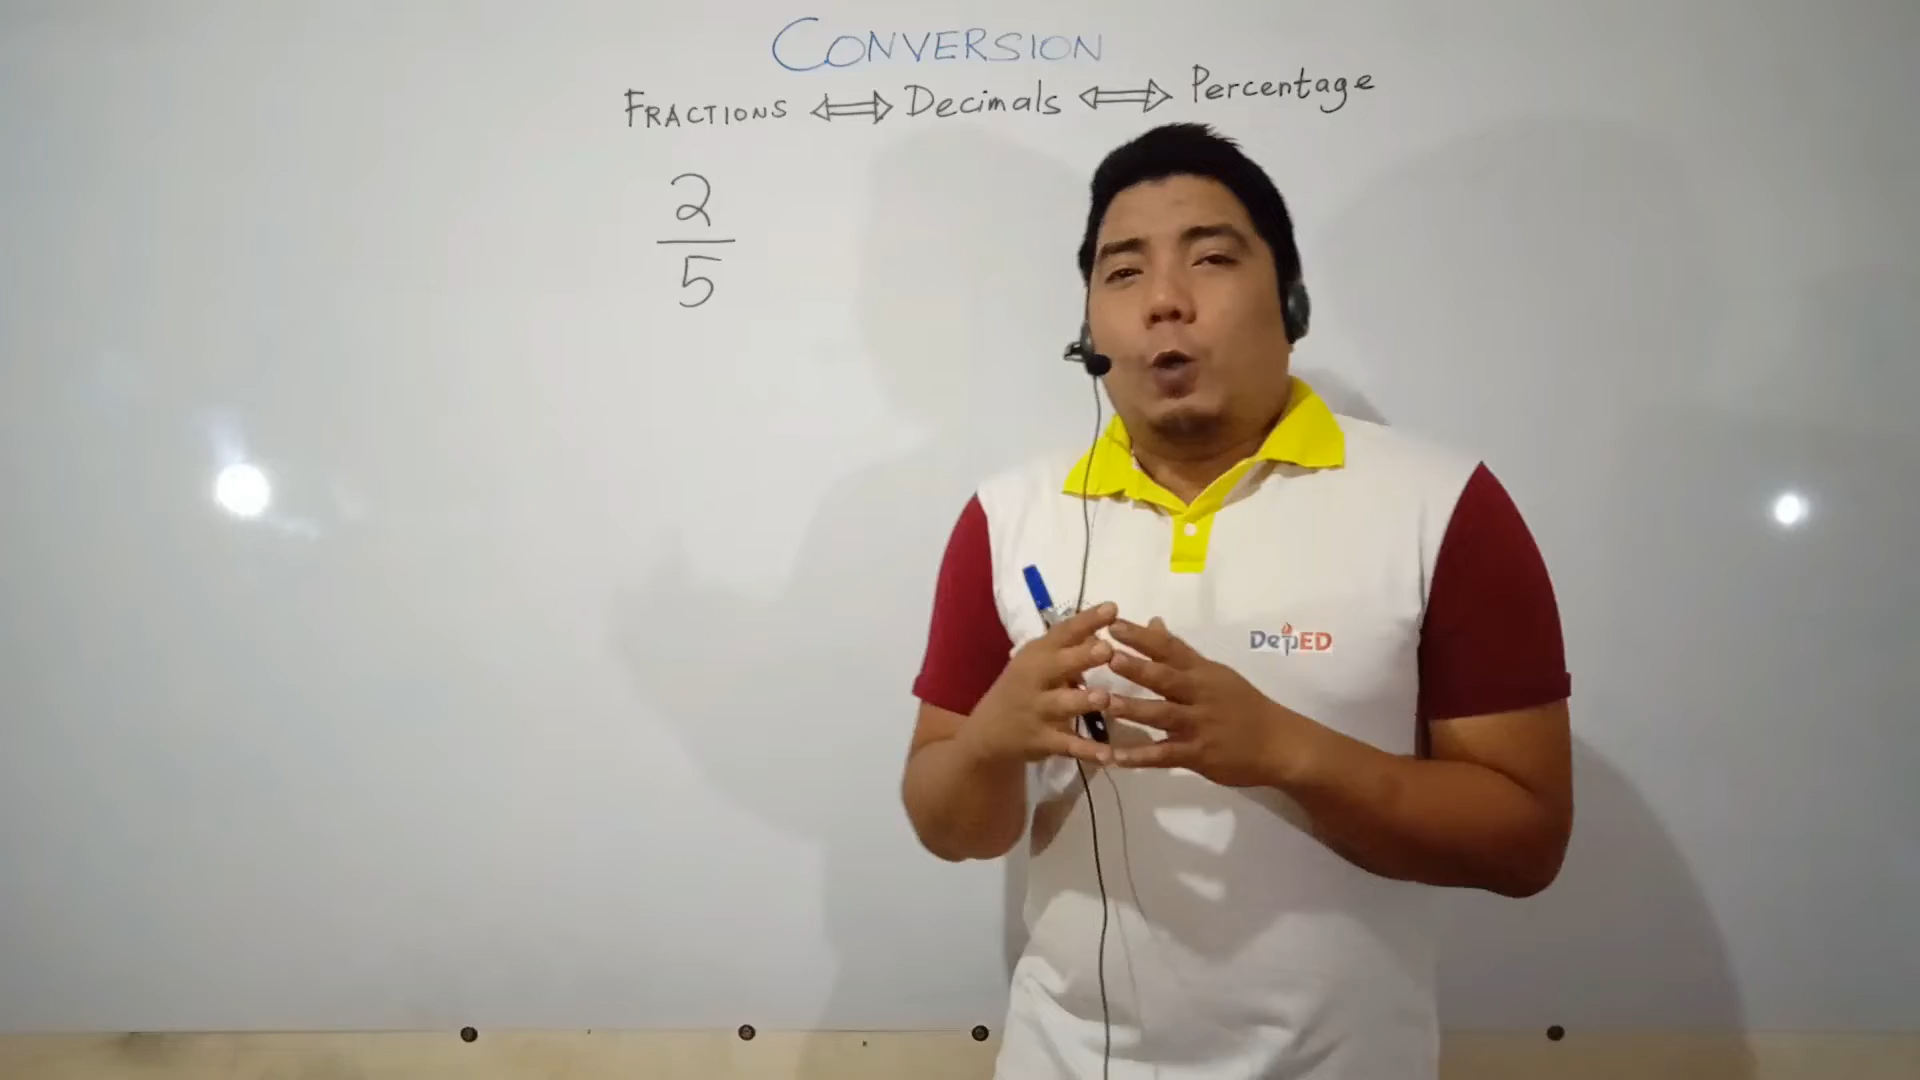 CONVERSION
FRACTIONS ⇔ Decimals ⇔ Percentage
2
5
DepED